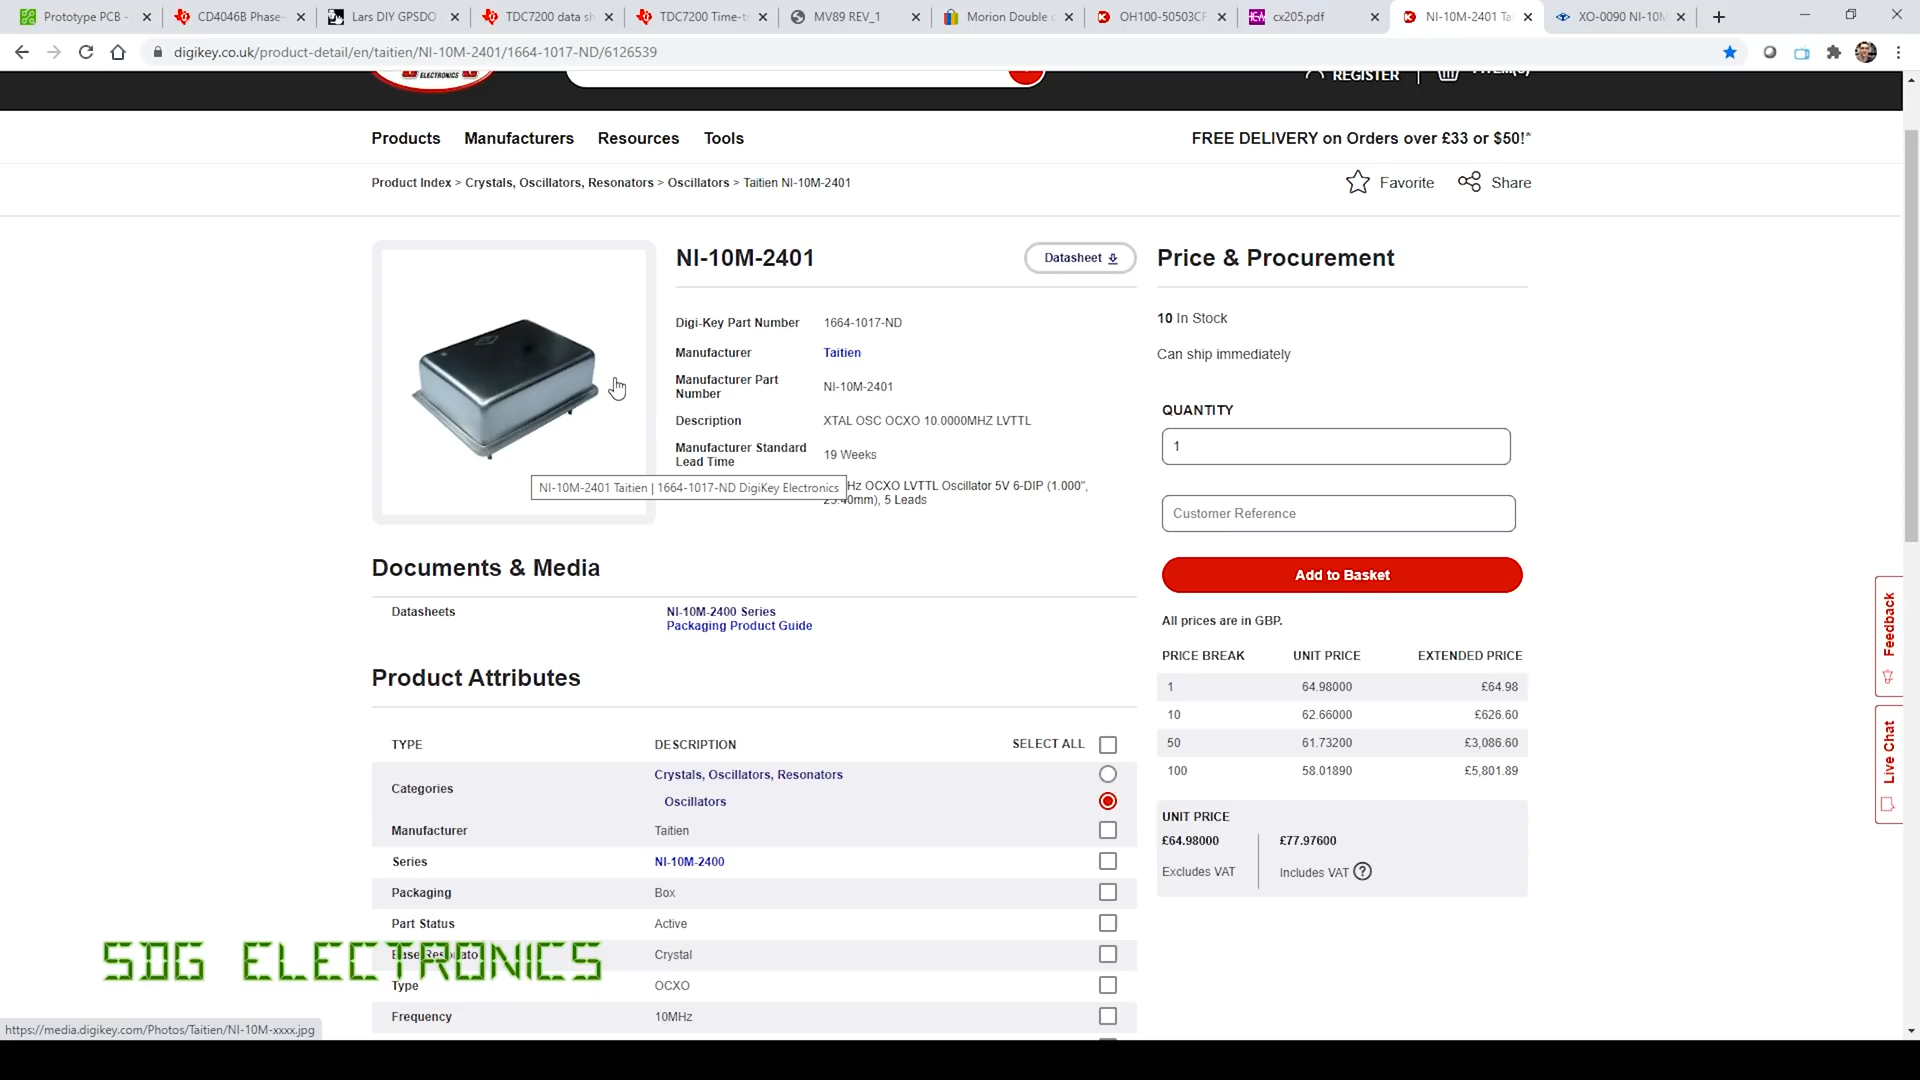 Prototype PCB -
CD4046B Phase-
Lars DIY GPSDO
TDC7200 data sh
TDC7200 Time-to
MV89 REV_1
Morion Double o
OH100-50503CF
cx205.pdf
NI-10M-2401 Tai
XO-0090 NI-10M
digikey.co.uk/product-detail/en/taitien/NI-10M-2401/1664-1017-ND/6126539
ELECTRONICS
REGISTER
Products Manufacturers Resources Tools
FREE DELIVERY on Orders over £33 or $50!*
Product Index > Crystals, Oscillators, Resonators > Oscillators > Taitien NI-10M-2401
Favorite Share
NI-10M-2401
Datasheet
Digi-Key Part Number 1664-1017-ND
Manufacturer Taitien
Manufacturer Part
Number NI-10M-2401
Description XTAL OSC OCXO 10.0000MHZ LVTTL
Manufacturer Standard
Lead Time 19 Weeks
Hz OCXO LVTTL Oscillator 5V 6-DIP (1.000",
25.40mm), 5 Leads
NI-10M-2401 Taitien | 1664-1017-ND DigiKey Electronics
Price & Procurement
10 In Stock
Can ship immediately
QUANTITY
1
Customer Reference
Add to Basket
All prices are in GBP.
PRICE BREAK UNIT PRICE EXTENDED PRICE
1 64.98000 £64.98
10 62.66000 £626.60
50 61.73200 £3,086.60
100 58.01890 £5,801.89
UNIT PRICE
£64.98000 £77.97600
Excludes VAT Includes VAT ?
Documents & Media
Datasheets NI-10M-2400 Series
Packaging Product Guide
Product Attributes
TYPE DESCRIPTION SELECT ALL
Categories Crystals, Oscillators, Resonators
Oscillators
Manufacturer Taitien
Series NI-10M-2400
Packaging Box
Part Status Active
Base Resonator Crystal
Type OCXO
Frequency 10MHz
Feedback
Live Chat
SDG ELECTRONICS
https://media.digikey.com/Photos/Taitien/NI-10M-xxxx.jpg